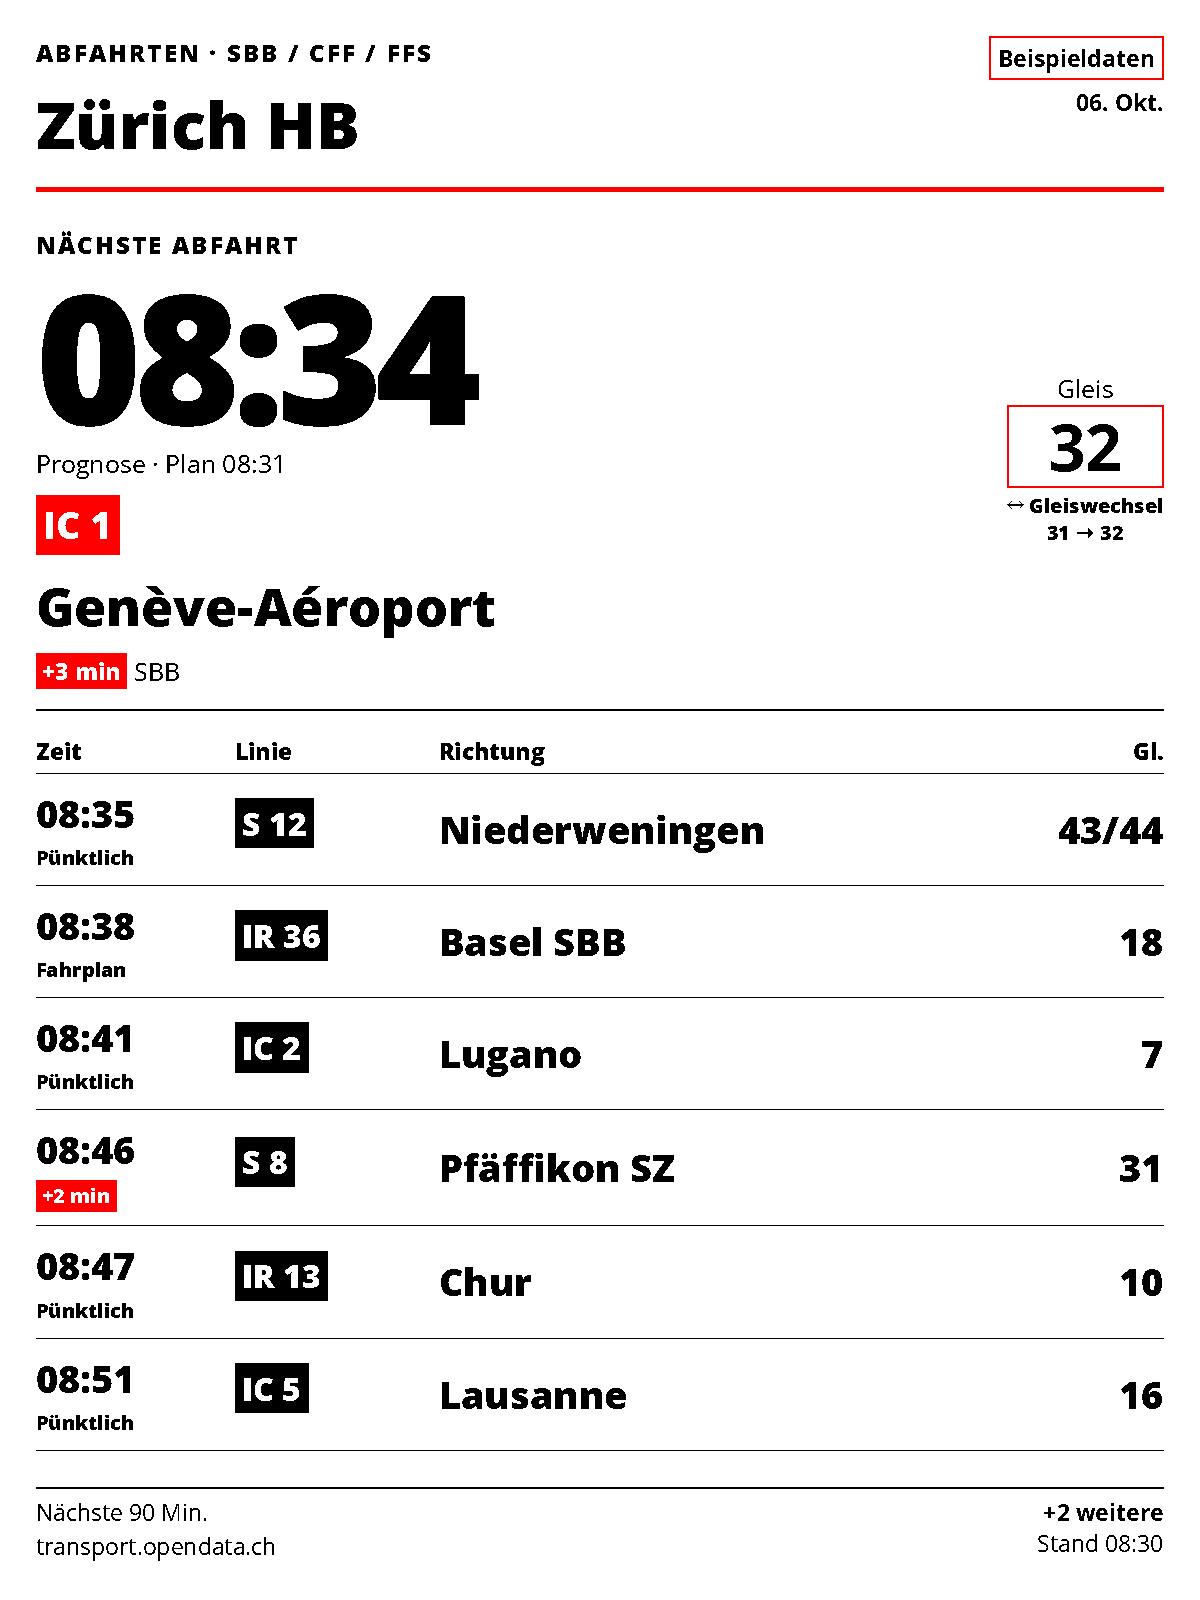 ABFAHRTEN · SBB / CFF / FFS
Beispieldaten
Zürich HB
06. Okt.
NÄCHSTE ABFAHRT
08:34
Prognose · Plan 08:31
Gleis
32
↔ Gleiswechsel
31 → 32
IC 1
Genève-Aéroport
+3 min SBB
Zeit Linie Richtung Gl.
08:35 S 12 Niederweningen 43/44
Pünktlich
08:38 IR 36 Basel SBB 18
Fahrplan
08:41 IC 2 Lugano 7
Pünktlich
08:46 S 8 Pfäffikon SZ 31
+2 min
08:47 IR 13 Chur 10
Pünktlich
08:51 IC 5 Lausanne 16
Pünktlich
Nächste 90 Min. +2 weitere
transport.opendata.ch Stand 08:30